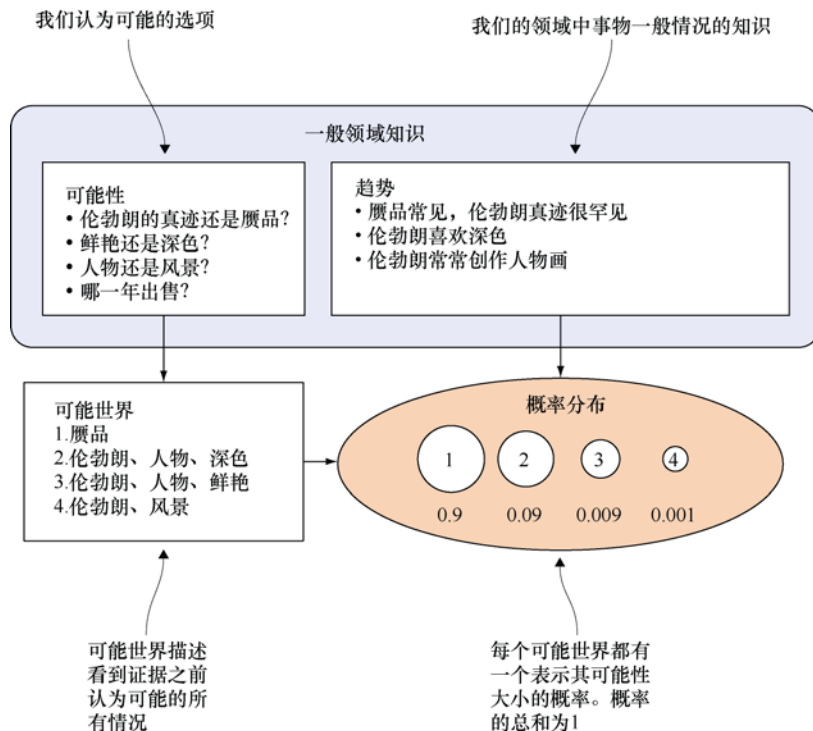 我们认为可能的选项
我们的领域中事物一般情况的知识
一般领域知识
可能性
• 伦勃朗的真迹还是赝品?
• 鲜艳还是深色?
• 人物还是风景?
• 哪一年出售?
趋势
• 赝品常见，伦勃朗真迹很罕见
• 伦勃朗喜欢深色
• 伦勃朗常常创作人物画
可能世界
1.赝品
2.伦勃朗、人物、深色
3.伦勃朗、人物、鲜艳
4.伦勃朗、风景
概率分布
1 2 3 4
0.9 0.09 0.009 0.001
可能世界描述
看到证据之前
认为可能的所
有情况
每个可能世界都有
一个表示其可能性
大小的概率。概率
的总和为1